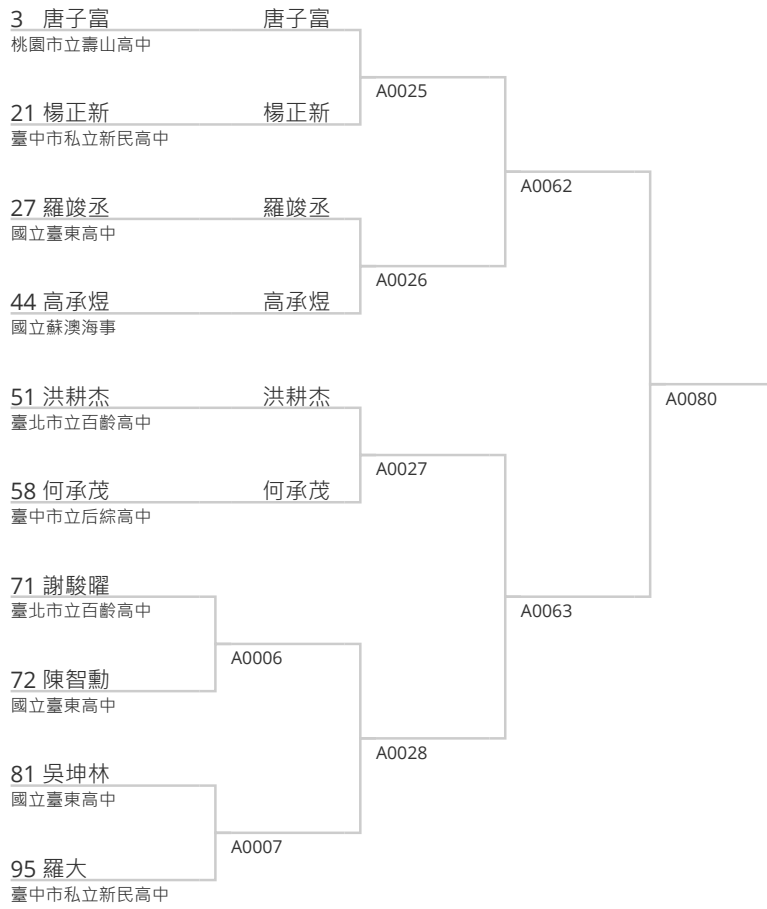 3 唐子富 唐子富
桃園市立壽山高中
A0025
21 楊正新 楊正新
臺中市私立新民高中
A0062
27 羅竣丞 羅竣丞
國立臺東高中
A0026
44 高承煜 高承煜
國立蘇澳海事
51 洪耕杰 洪耕杰
A0080
臺北市立百齡高中
A0027
58 何承茂 何承茂
臺中市立后綜高中
71 謝駿曜
臺北市立百齡高中
A0063
A0006
72 陳智勳
國立臺東高中
A0028
81 吳坤林
國立臺東高中
A0007
95 羅大
臺中市私立新民高中